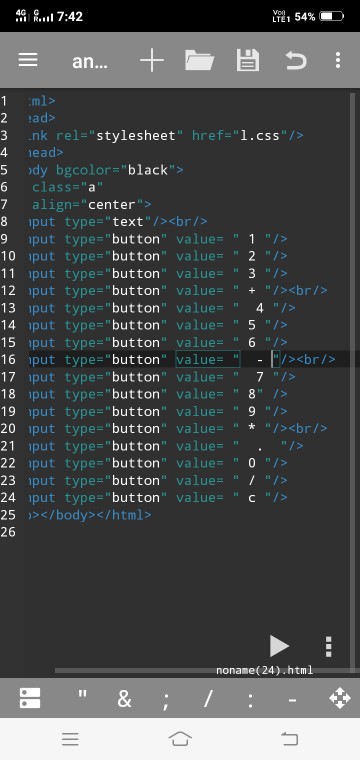 4G G 7:42 Vo)) LTE1 54%
an...
1 tml>
2 ead>
3 ink rel="stylesheet" href="l.css"/>
4 head>
5 ody bgcolor="black">
6 class="a"
7 align="center">
8 nput type="text"/><br/>
9 nput type="button" value= " 1 "/>
10 nput type="button" value= " 2 "/>
11 nput type="button" value= " 3 "/>
12 nput type="button" value= " + "/><br/>
13 nput type="button" value= "  4 "/>
14 nput type="button" value= " 5 "/>
15 nput type="button" value= " 6 "/>
16 nput type="button" value= "  - "/><br/>
17 nput type="button" value= "  7 "/>
18 nput type="button" value= " 8" />
19 nput type="button" value= " 9 "/>
20 nput type="button" value= " * "/><br/>
21 nput type="button" value= "  .  "/>
22 nput type="button" value= " 0 "/>
23 nput type="button" value= " / "/>
24 nput type="button" value= " c "/>
25 ></body></html>
26
noname(24).html
" & ; / : -